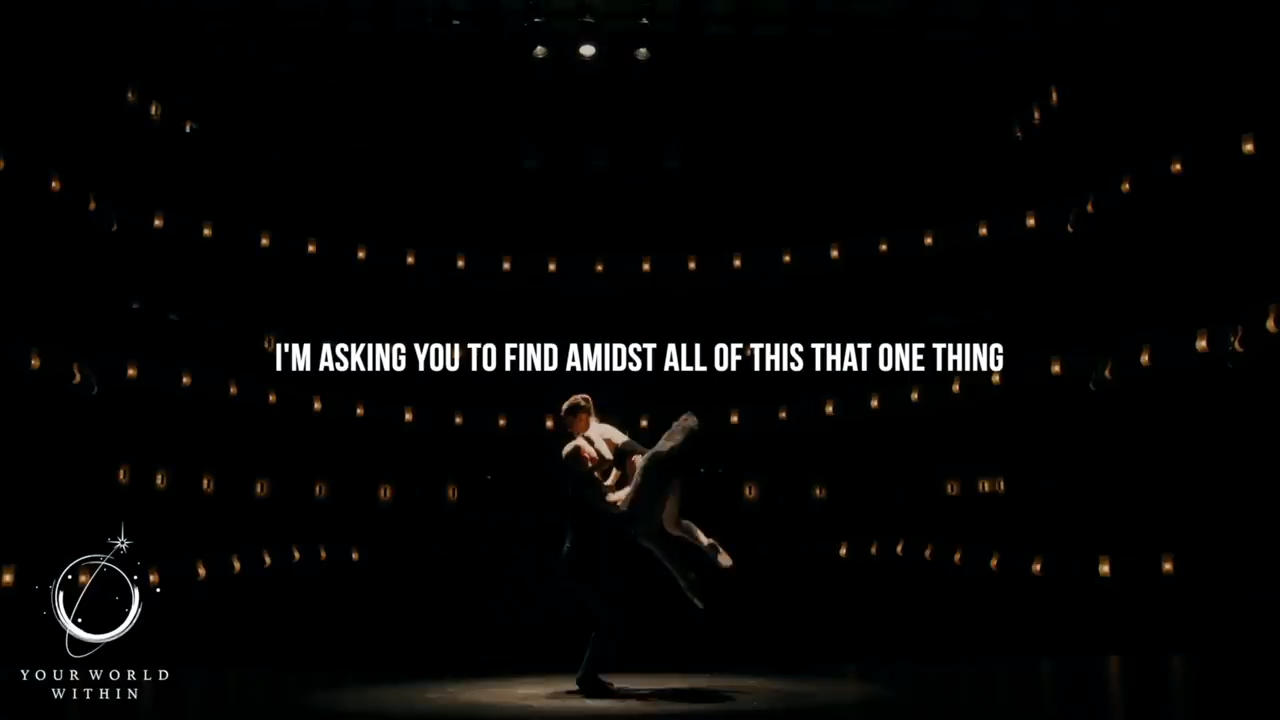 I'M ASKING YOU TO FIND AMIDST ALL OF THIS THAT ONE THING
YOUR WORLD
WITHIN